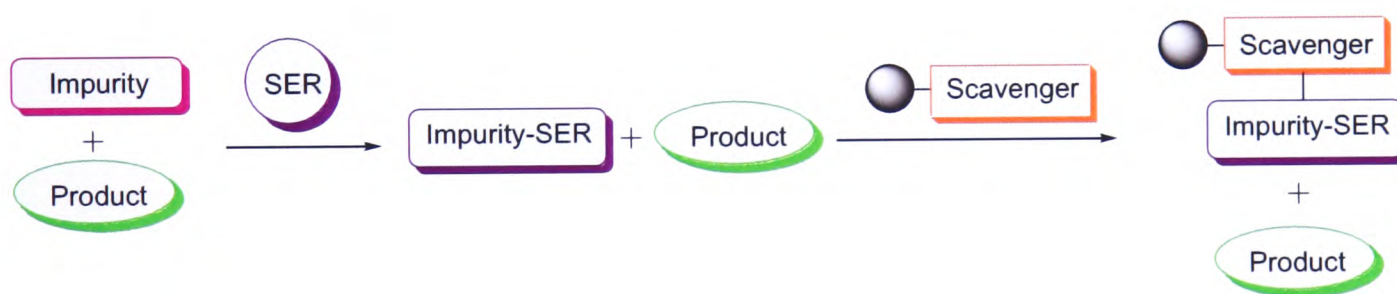 Impurity
+
Product
SER
Impurity-SER + Product
Scavenger
Scavenger
Impurity-SER
+
Product